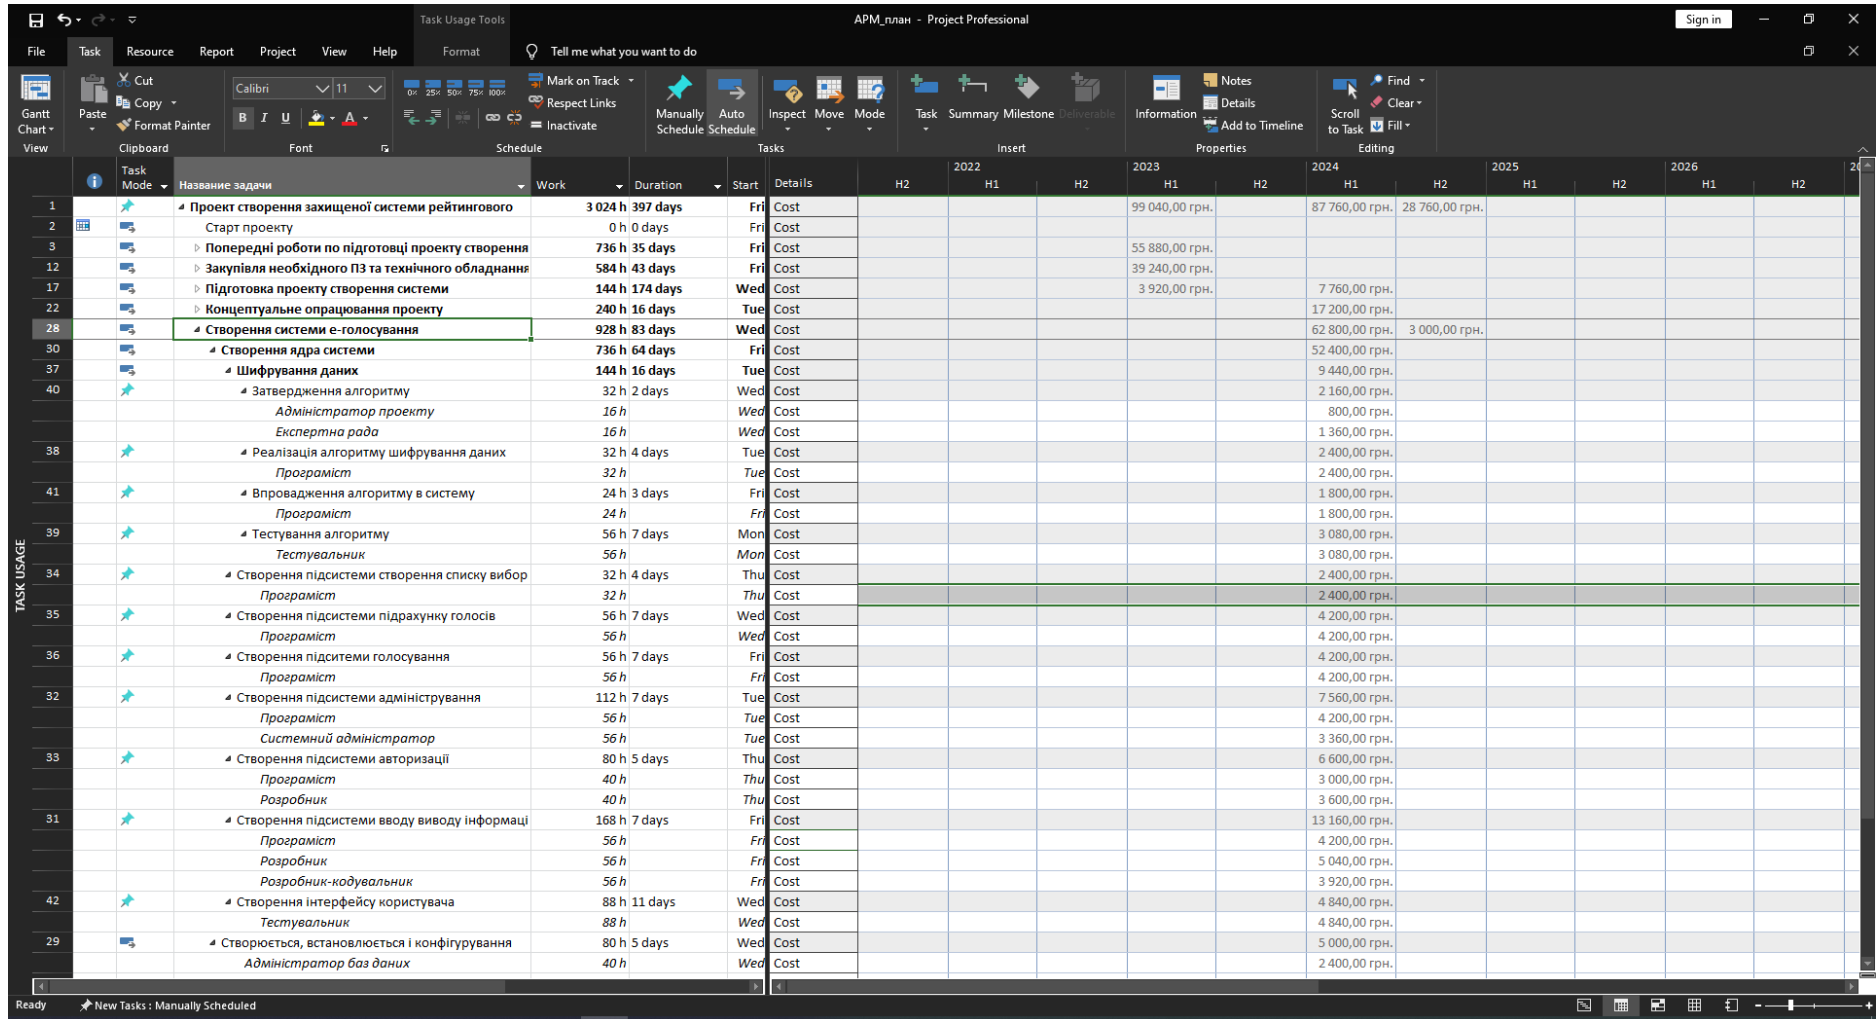 Task Usage Tools
АРМ_план - Project Professional
Sign in
File Task Resource Report Project View Help Format Tell me what you want to do
Gantt Chart
View
Paste
Cut
Copy
Format Painter
Clipboard
Calibri 11
B I U A
Font
0% 25% 50% 75% 100%
Mark on Track
Respect Links
Inactivate
Schedule
Manually Schedule
Auto Schedule
Inspect
Move
Mode
Tasks
Task
Summary
Milestone
Deliverable
Insert
Information
Notes
Details
Add to Timeline
Properties
Scroll to Task
Find
Clear
Fill
Editing
Task Mode Название задачи Work Duration Start Details
2022 2023 2024 2025 2026
H2 H1 H2 H1 H2 H1 H2 H1 H2 H1 H2
1 Проект створення захищеної системи рейтингового 3 024 h 397 days Fri Cost 99 040,00 грн. 87 760,00 грн. 28 760,00 грн.
2 Старт проекту 0 h 0 days Fri Cost
3 Попередні роботи по підготовці проекту створення 736 h 35 days Fri Cost 55 880,00 грн.
12 Закупівля необхідного ПЗ та технічного обладнання 584 h 43 days Fri Cost 39 240,00 грн.
17 Підготовка проекту створення системи 144 h 174 days Wed Cost 3 920,00 грн. 7 760,00 грн.
22 Концептуальне опрацювання проекту 240 h 16 days Tue Cost 17 200,00 грн.
28 Створення системи е-голосування 928 h 83 days Wed Cost 62 800,00 грн. 3 000,00 грн.
30 Створення ядра системи 736 h 64 days Fri Cost 52 400,00 грн.
37 Шифрування даних 144 h 16 days Tue Cost 9 440,00 грн.
40 Затвердження алгоритму 32 h 2 days Wed Cost 2 160,00 грн.
Адміністратор проекту 16 h Wed Cost 800,00 грн.
Експертна рада 16 h Wed Cost 1 360,00 грн.
38 Реалізація алгоритму шифрування даних 32 h 4 days Tue Cost 2 400,00 грн.
Програміст 32 h Tue Cost 2 400,00 грн.
41 Впровадження алгоритму в систему 24 h 3 days Fri Cost 1 800,00 грн.
Програміст 24 h Fri Cost 1 800,00 грн.
39 Тестування алгоритму 56 h 7 days Mon Cost 3 080,00 грн.
Тестувальник 56 h Mon Cost 3 080,00 грн.
34 Створення підсистеми створення списку вибор 32 h 4 days Thu Cost 2 400,00 грн.
Програміст 32 h Thu Cost 2 400,00 грн.
35 Створення підсистеми підрахунку голосів 56 h 7 days Wed Cost 4 200,00 грн.
Програміст 56 h Wed Cost 4 200,00 грн.
36 Створення підситеми голосування 56 h 7 days Fri Cost 4 200,00 грн.
Програміст 56 h Fri Cost 4 200,00 грн.
32 Створення підсистеми адміністрування 112 h 7 days Tue Cost 7 560,00 грн.
Програміст 56 h Tue Cost 4 200,00 грн.
Системний адміністратор 56 h Tue Cost 3 360,00 грн.
33 Створення підсистеми авторизації 80 h 5 days Thu Cost 6 600,00 грн.
Програміст 40 h Thu Cost 3 000,00 грн.
Розробник 40 h Thu Cost 3 600,00 грн.
31 Створення підсистеми вводу виводу інформаці 168 h 7 days Fri Cost 13 160,00 грн.
Програміст 56 h Fri Cost 4 200,00 грн.
Розробник 56 h Fri Cost 5 040,00 грн.
Розробник-кодувальник 56 h Fri Cost 3 920,00 грн.
42 Створення інтерфейсу користувача 88 h 11 days Wed Cost 4 840,00 грн.
Тестувальник 88 h Wed Cost 4 840,00 грн.
29 Створюється, встановлюється і конфігурування 80 h 5 days Wed Cost 5 000,00 грн.
Адміністратор баз даних 40 h Wed Cost 2 400,00 грн.
TASK USAGE
Ready New Tasks : Manually Scheduled